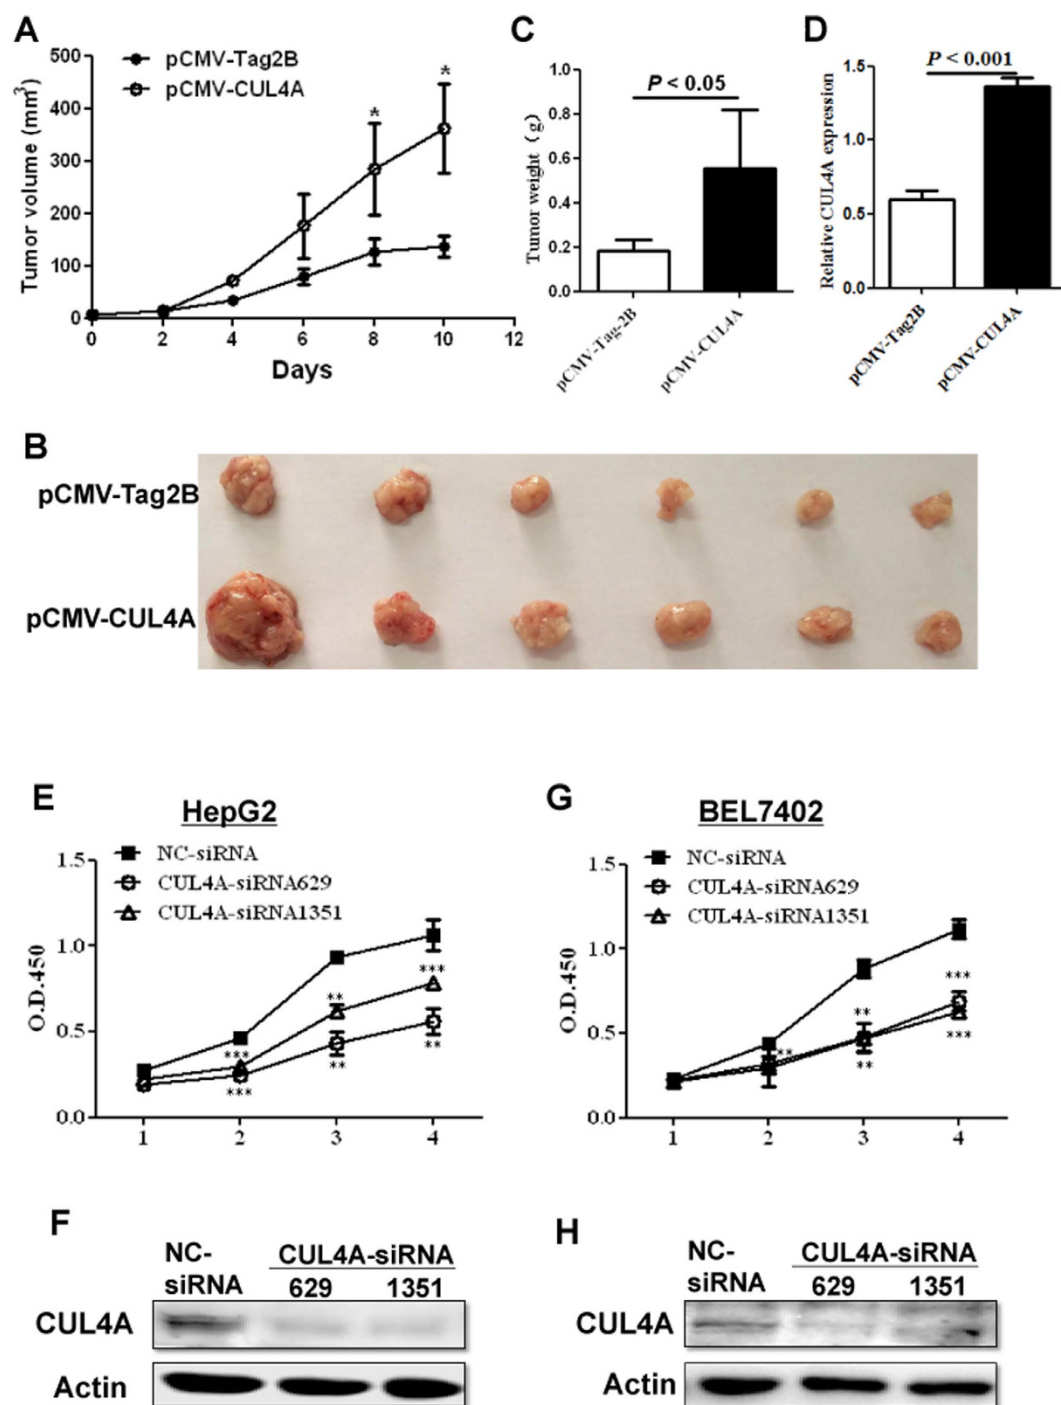 A
pCMV-Tag2B
pCMV-CUL4A
Tumor volume (mm3)
500
400
300
200
100
0
*
*
0 2 4 6 8 10 12
Days
C
P < 0.05
Tumor weight (g)
1.0
0.8
0.6
0.4
0.2
0.0
pCMV-Tag-2B
pCMV-CUL4A
D
P < 0.001
Relative CUL4A expression
1.5
1.0
0.5
0.0
pCMV-Tag2B
pCMV-CUL4A
B
pCMV-Tag2B
pCMV-CUL4A
E
HepG2
NC-siRNA
CUL4A-siRNA629
CUL4A-siRNA1351
O.D.450
1.5
1.0
0.5
0.0
***
**
***
***
**
**
1 2 3 4
G
BEL7402
NC-siRNA
CUL4A-siRNA629
CUL4A-siRNA1351
O.D.450
1.5
1.0
0.5
0.0
**
**
***
**
***
1 2 3 4
F
NC-
siRNA
CUL4A-siRNA
629 1351
CUL4A
Actin
H
NC-
siRNA
CUL4A-siRNA
629 1351
CUL4A
Actin